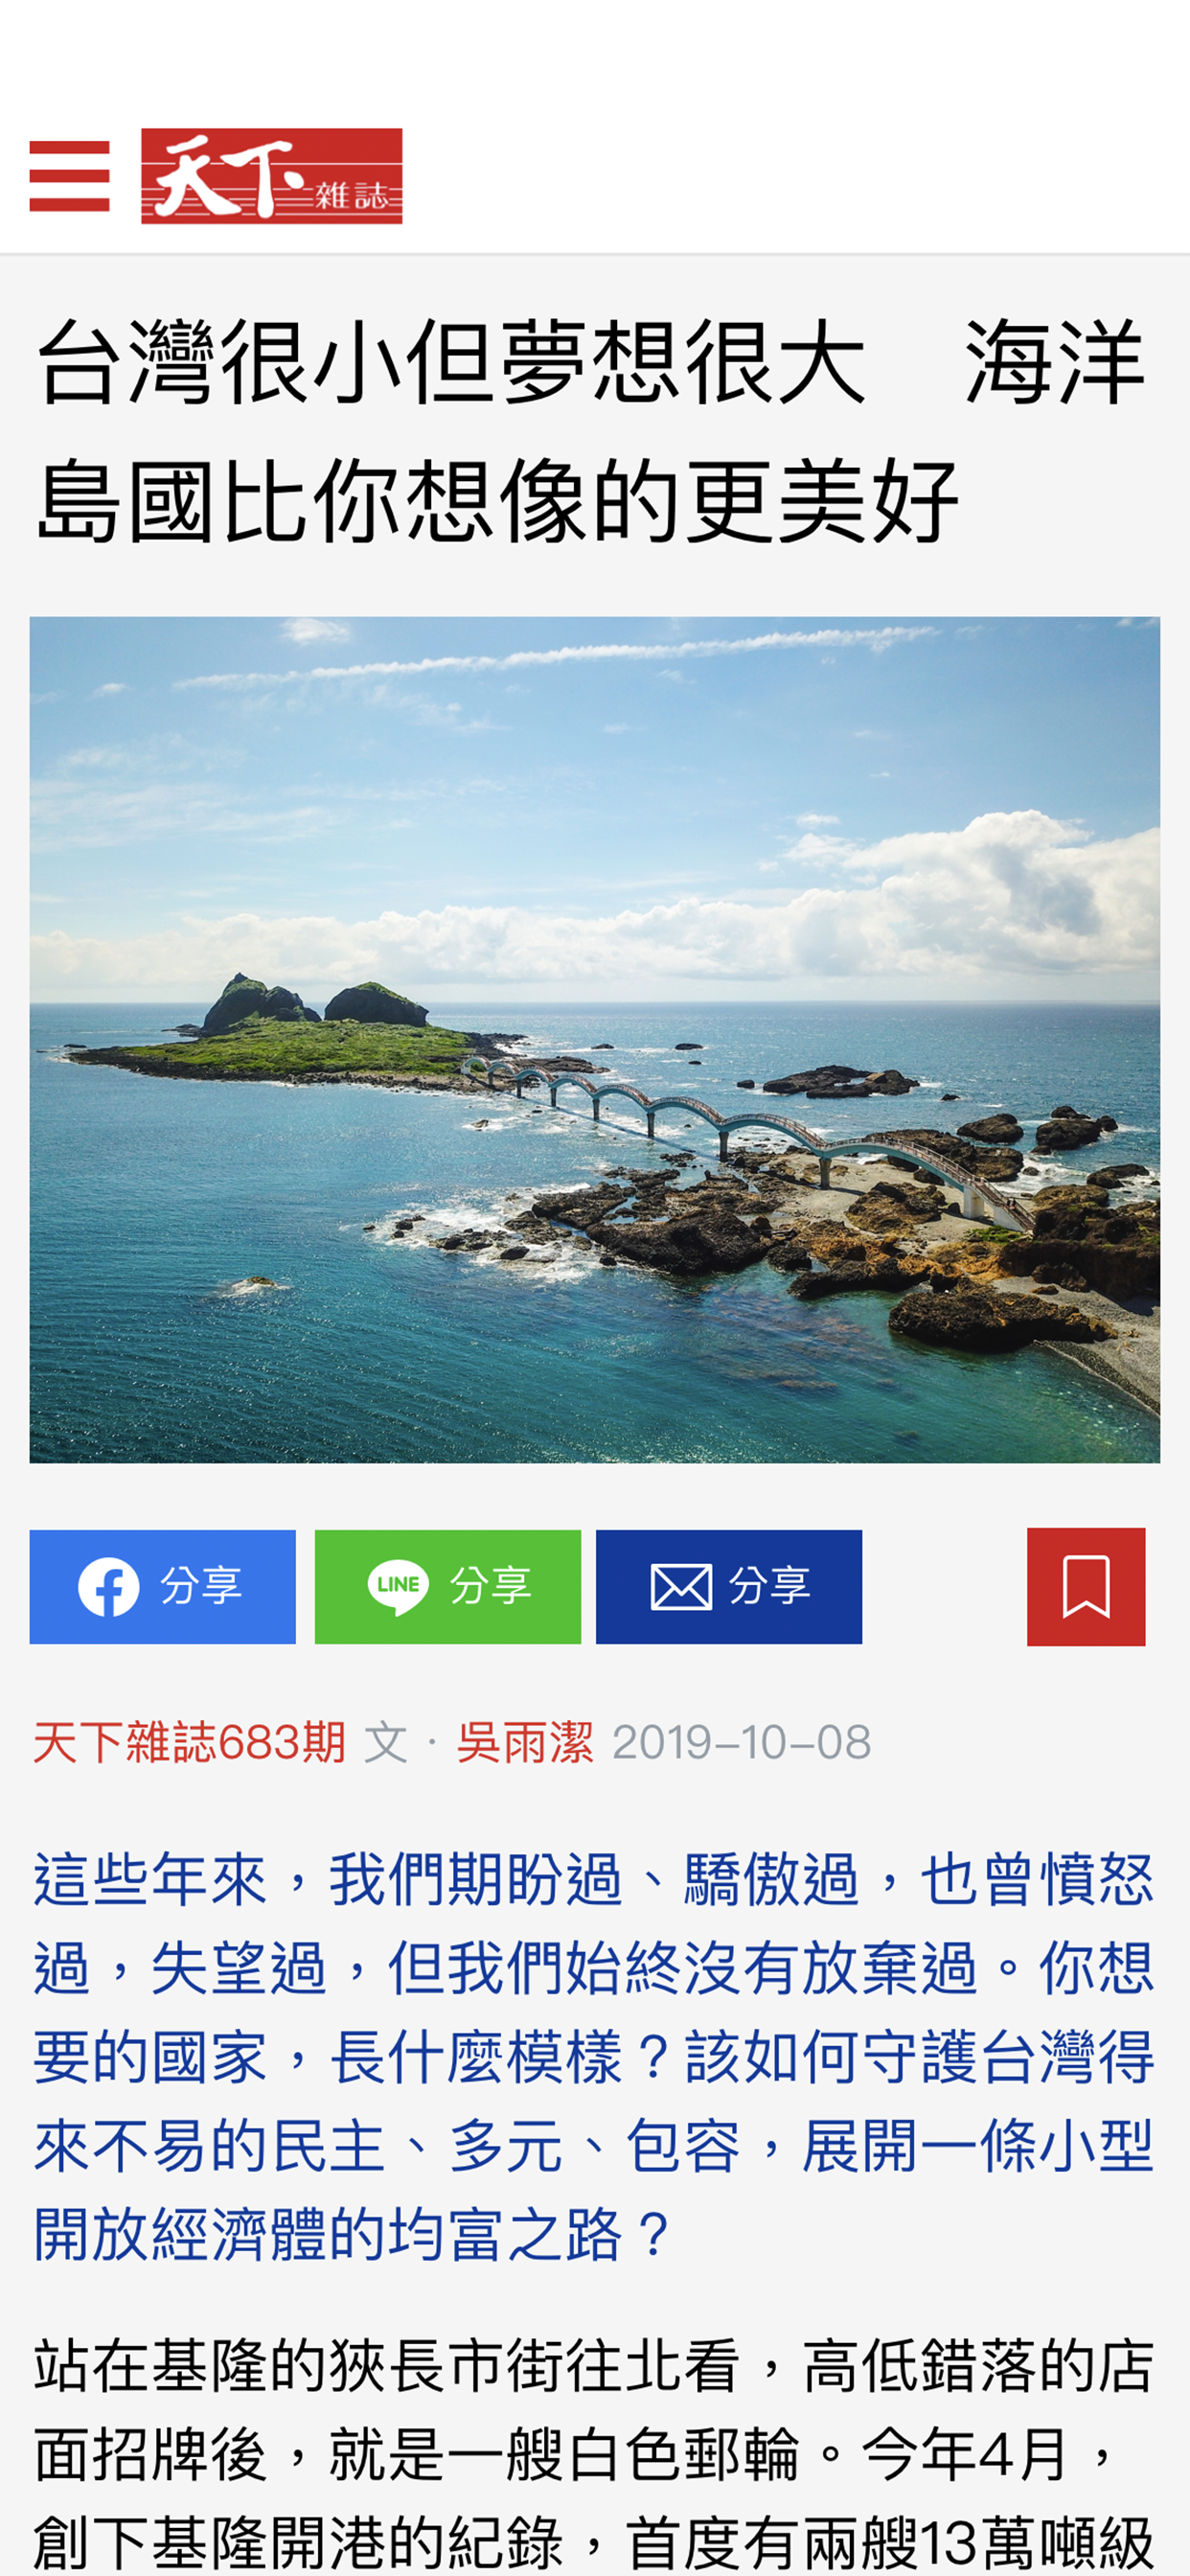 天下雜誌
台灣很小但夢想很大　海洋
島國比你想像的更美好
分享
LINE 分享
分享
天下雜誌683期 文 · 吳雨潔 2019-10-08
這些年來，我們期盼過、驕傲過，也曾憤怒
過，失望過，但我們始終沒有放棄過。你想
要的國家，長什麼模樣？該如何守護台灣得
來不易的民主、多元、包容，展開一條小型
開放經濟體的均富之路？
站在基隆的狹長市街往北看，高低錯落的店
面招牌後，就是一艘白色郵輪。今年4月，
創下基隆開港的紀錄，首度有兩艘13萬噸級